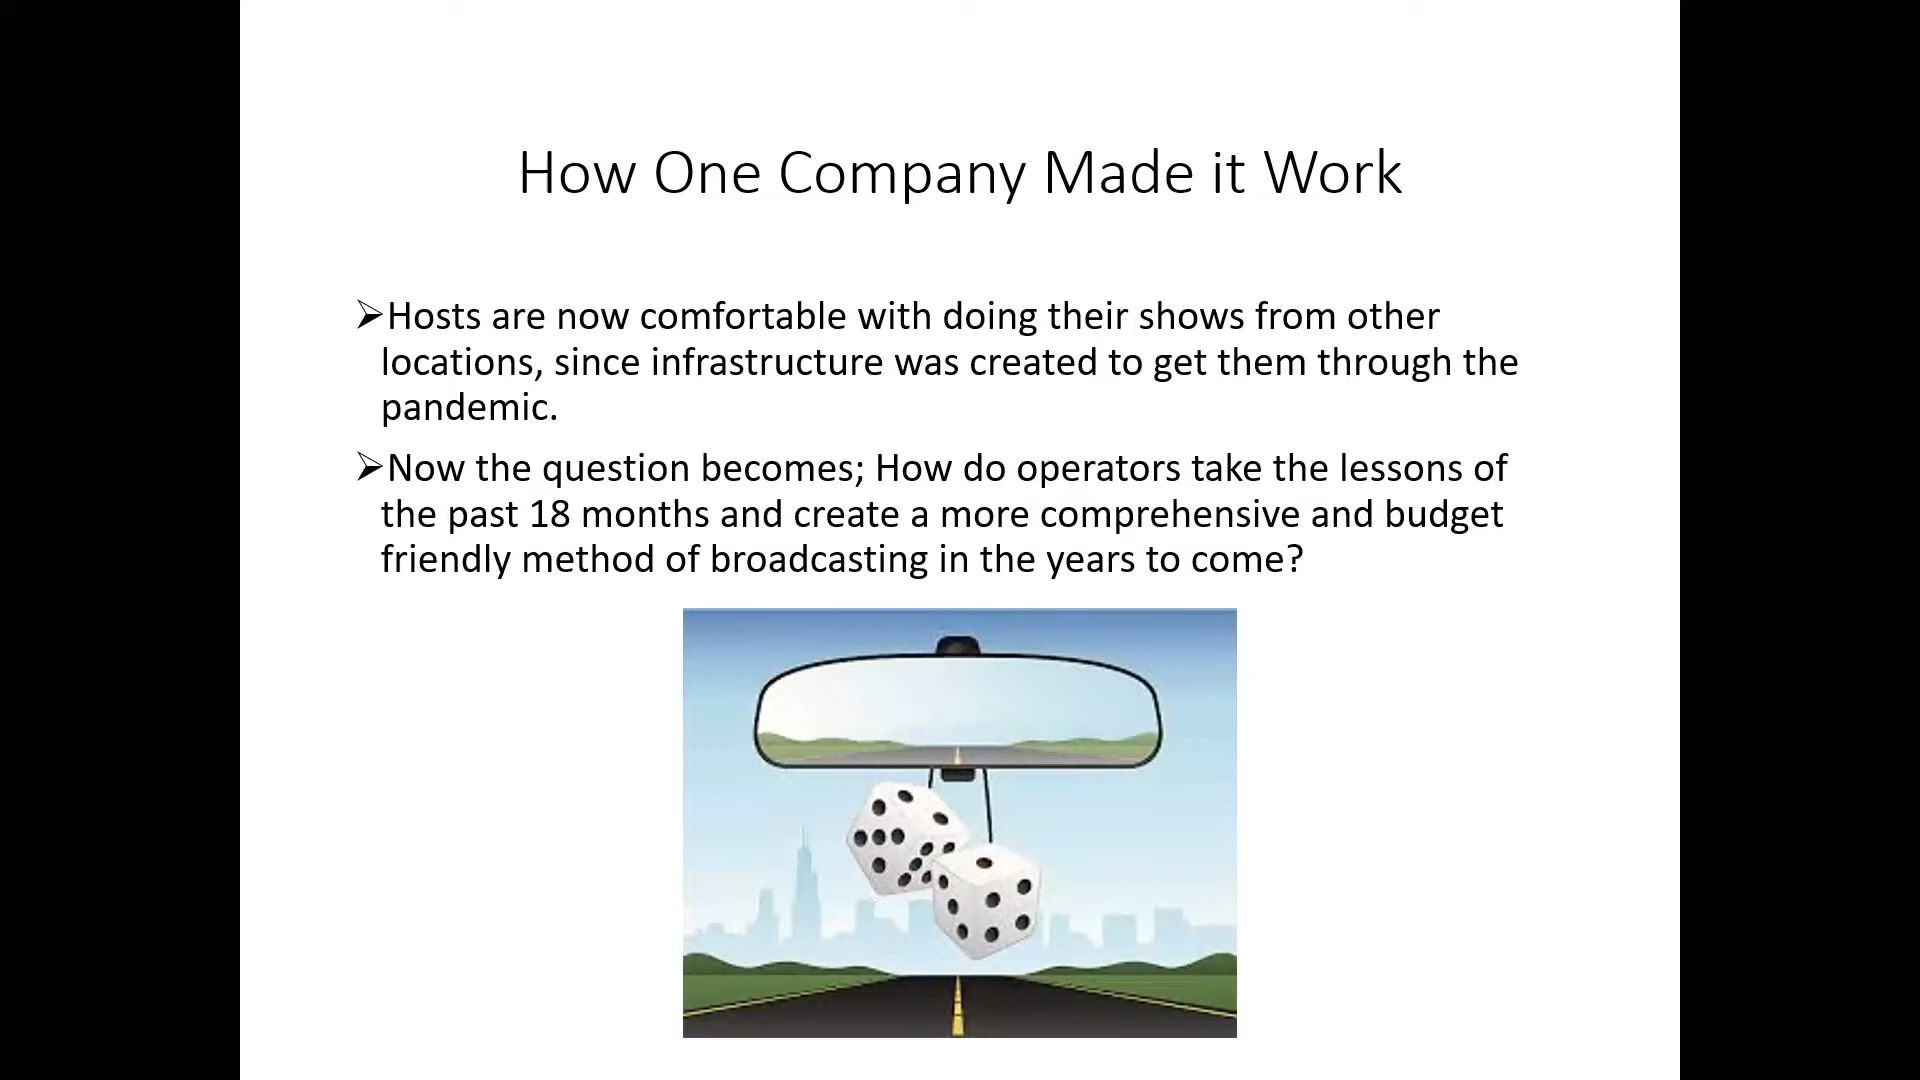 How One Company Made it Work
➢Hosts are now comfortable with doing their shows from other
locations, since infrastructure was created to get them through the
pandemic.
➢Now the question becomes; How do operators take the lessons of
the past 18 months and create a more comprehensive and budget
friendly method of broadcasting in the years to come?